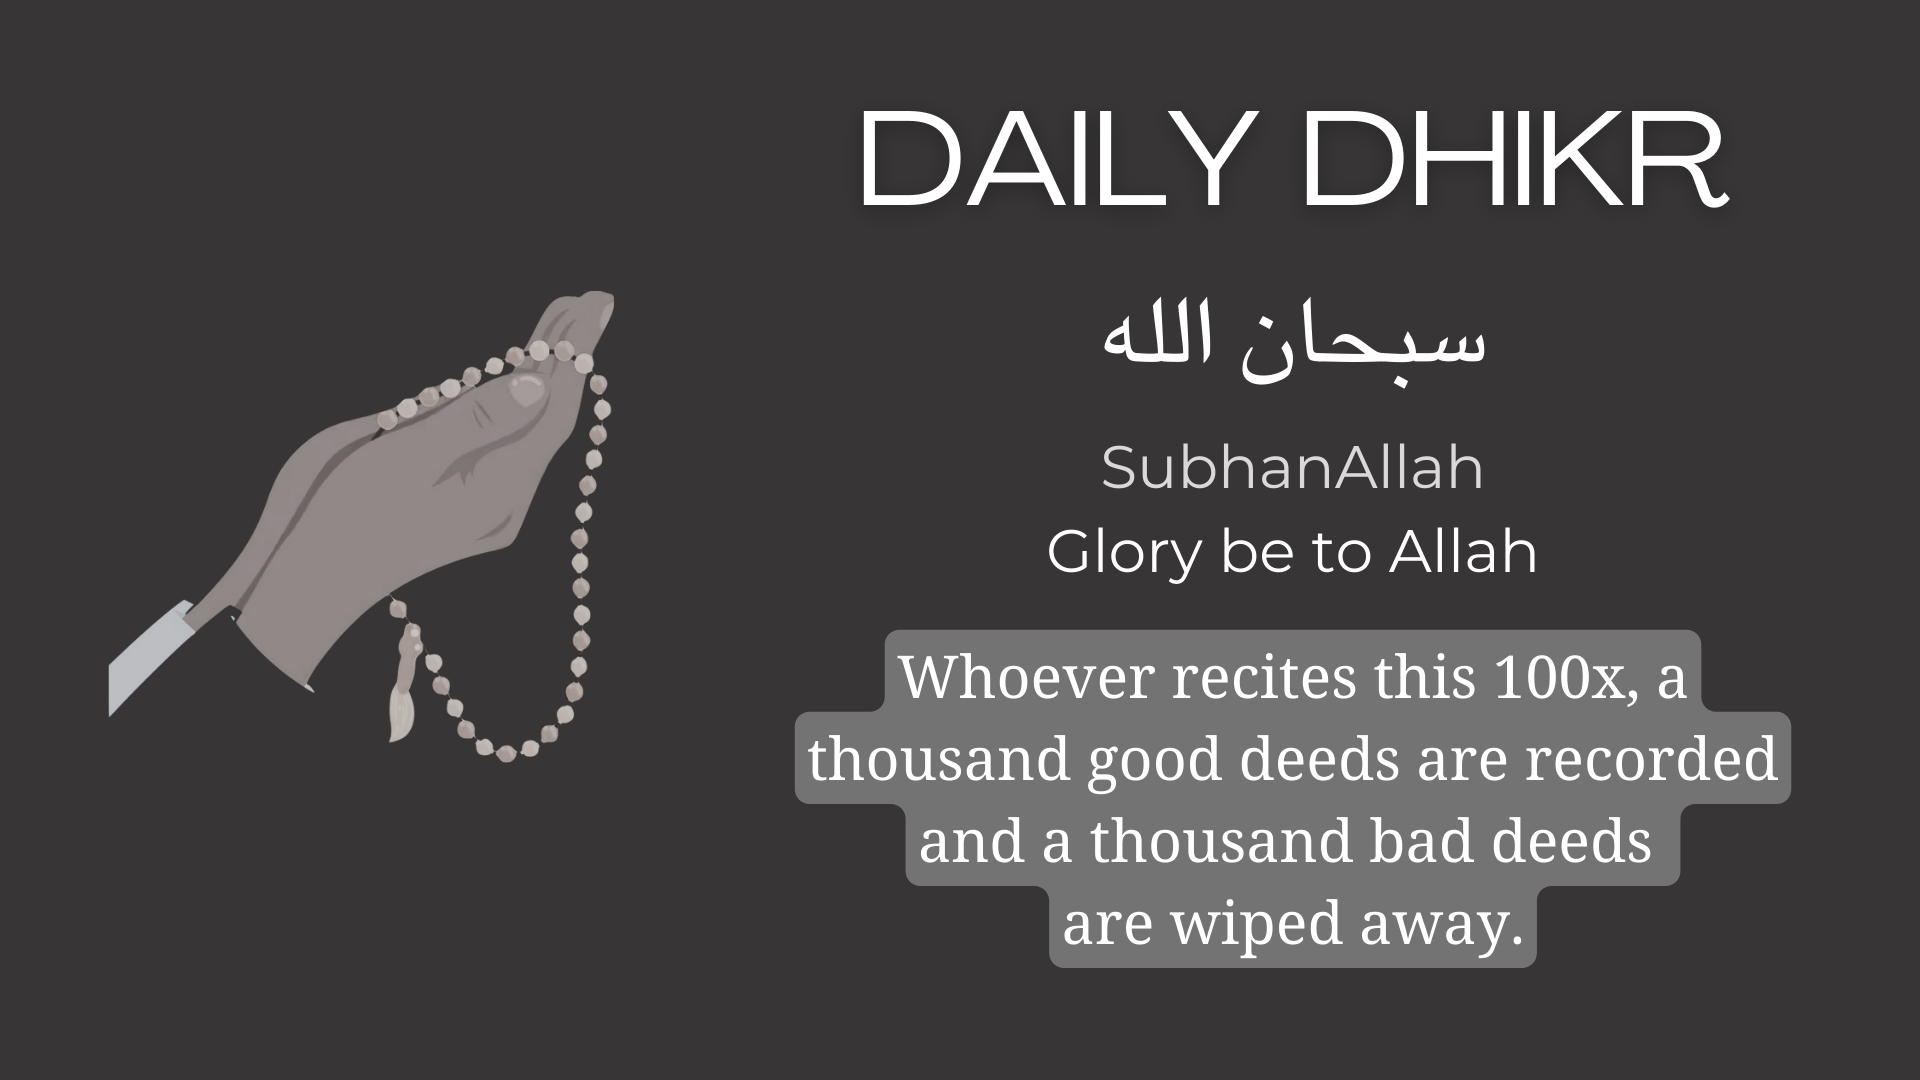 DAILY DHIKR
سبحان الله
SubhanAllah
Glory be to Allah
Whoever recites this 100x, a
thousand good deeds are recorded
and a thousand bad deeds
are wiped away.